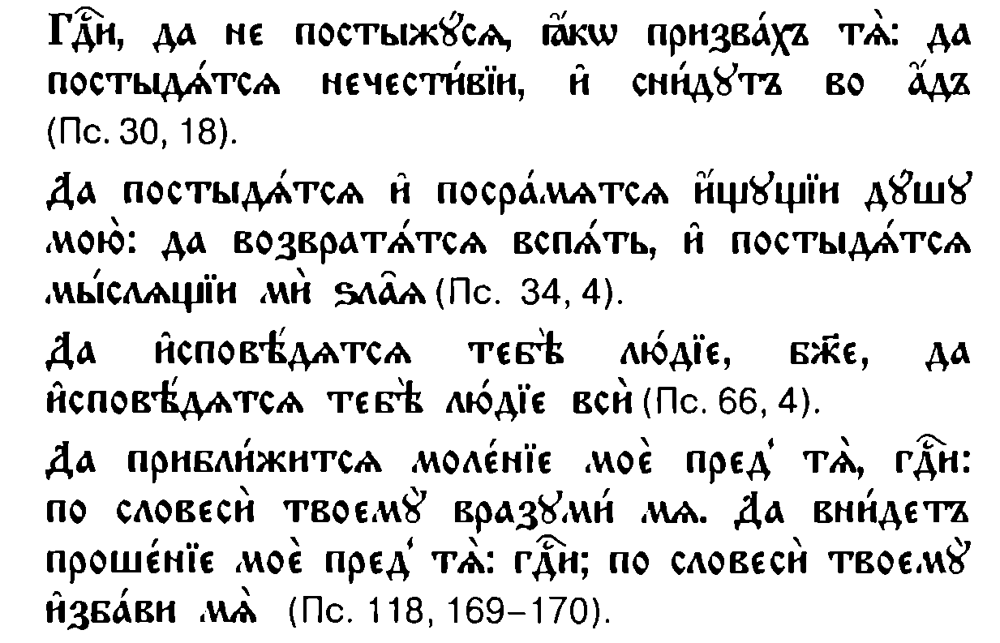 Гдⷭ҇и, да не постыжꙋ́сѧ, ꙗ҆́кѡ призва́хъ тѧ̀: да
постыдѧ́тсѧ нечести́вїи, и҆ сни́дꙋтъ во а҆́дъ
(Пс. 30, 18).
Да постыдѧ́тсѧ и҆ посра́мѧтсѧ и҆́щꙋщїи дꙋ́шꙋ
мою̀: да возвратѧ́тсѧ вспѧ́ть, и҆ постыдѧ́тсѧ
мы́слѧщїи мѝ ѕла̑ѧ (Пс. 34, 4).
Да и҆сповѣ́дѧтсѧ тебѣ̀ лю́дїе, бж҃е, да
и҆сповѣ́дѧтсѧ тебѣ̀ лю́дїе всѝ (Пс. 66, 4).
Да прибли́житсѧ моле́нїе моѐ пред̾ тѧ̀, гдⷭ҇и:
по словесѝ твоемꙋ̀ вразꙋми́ мѧ. Да вни́детъ
проше́нїе моѐ пред̾ тѧ̀: гдⷭ҇и; по словесѝ твоемꙋ̀
и҆зба́ви мѧ̀ (Пс. 118, 169–170).